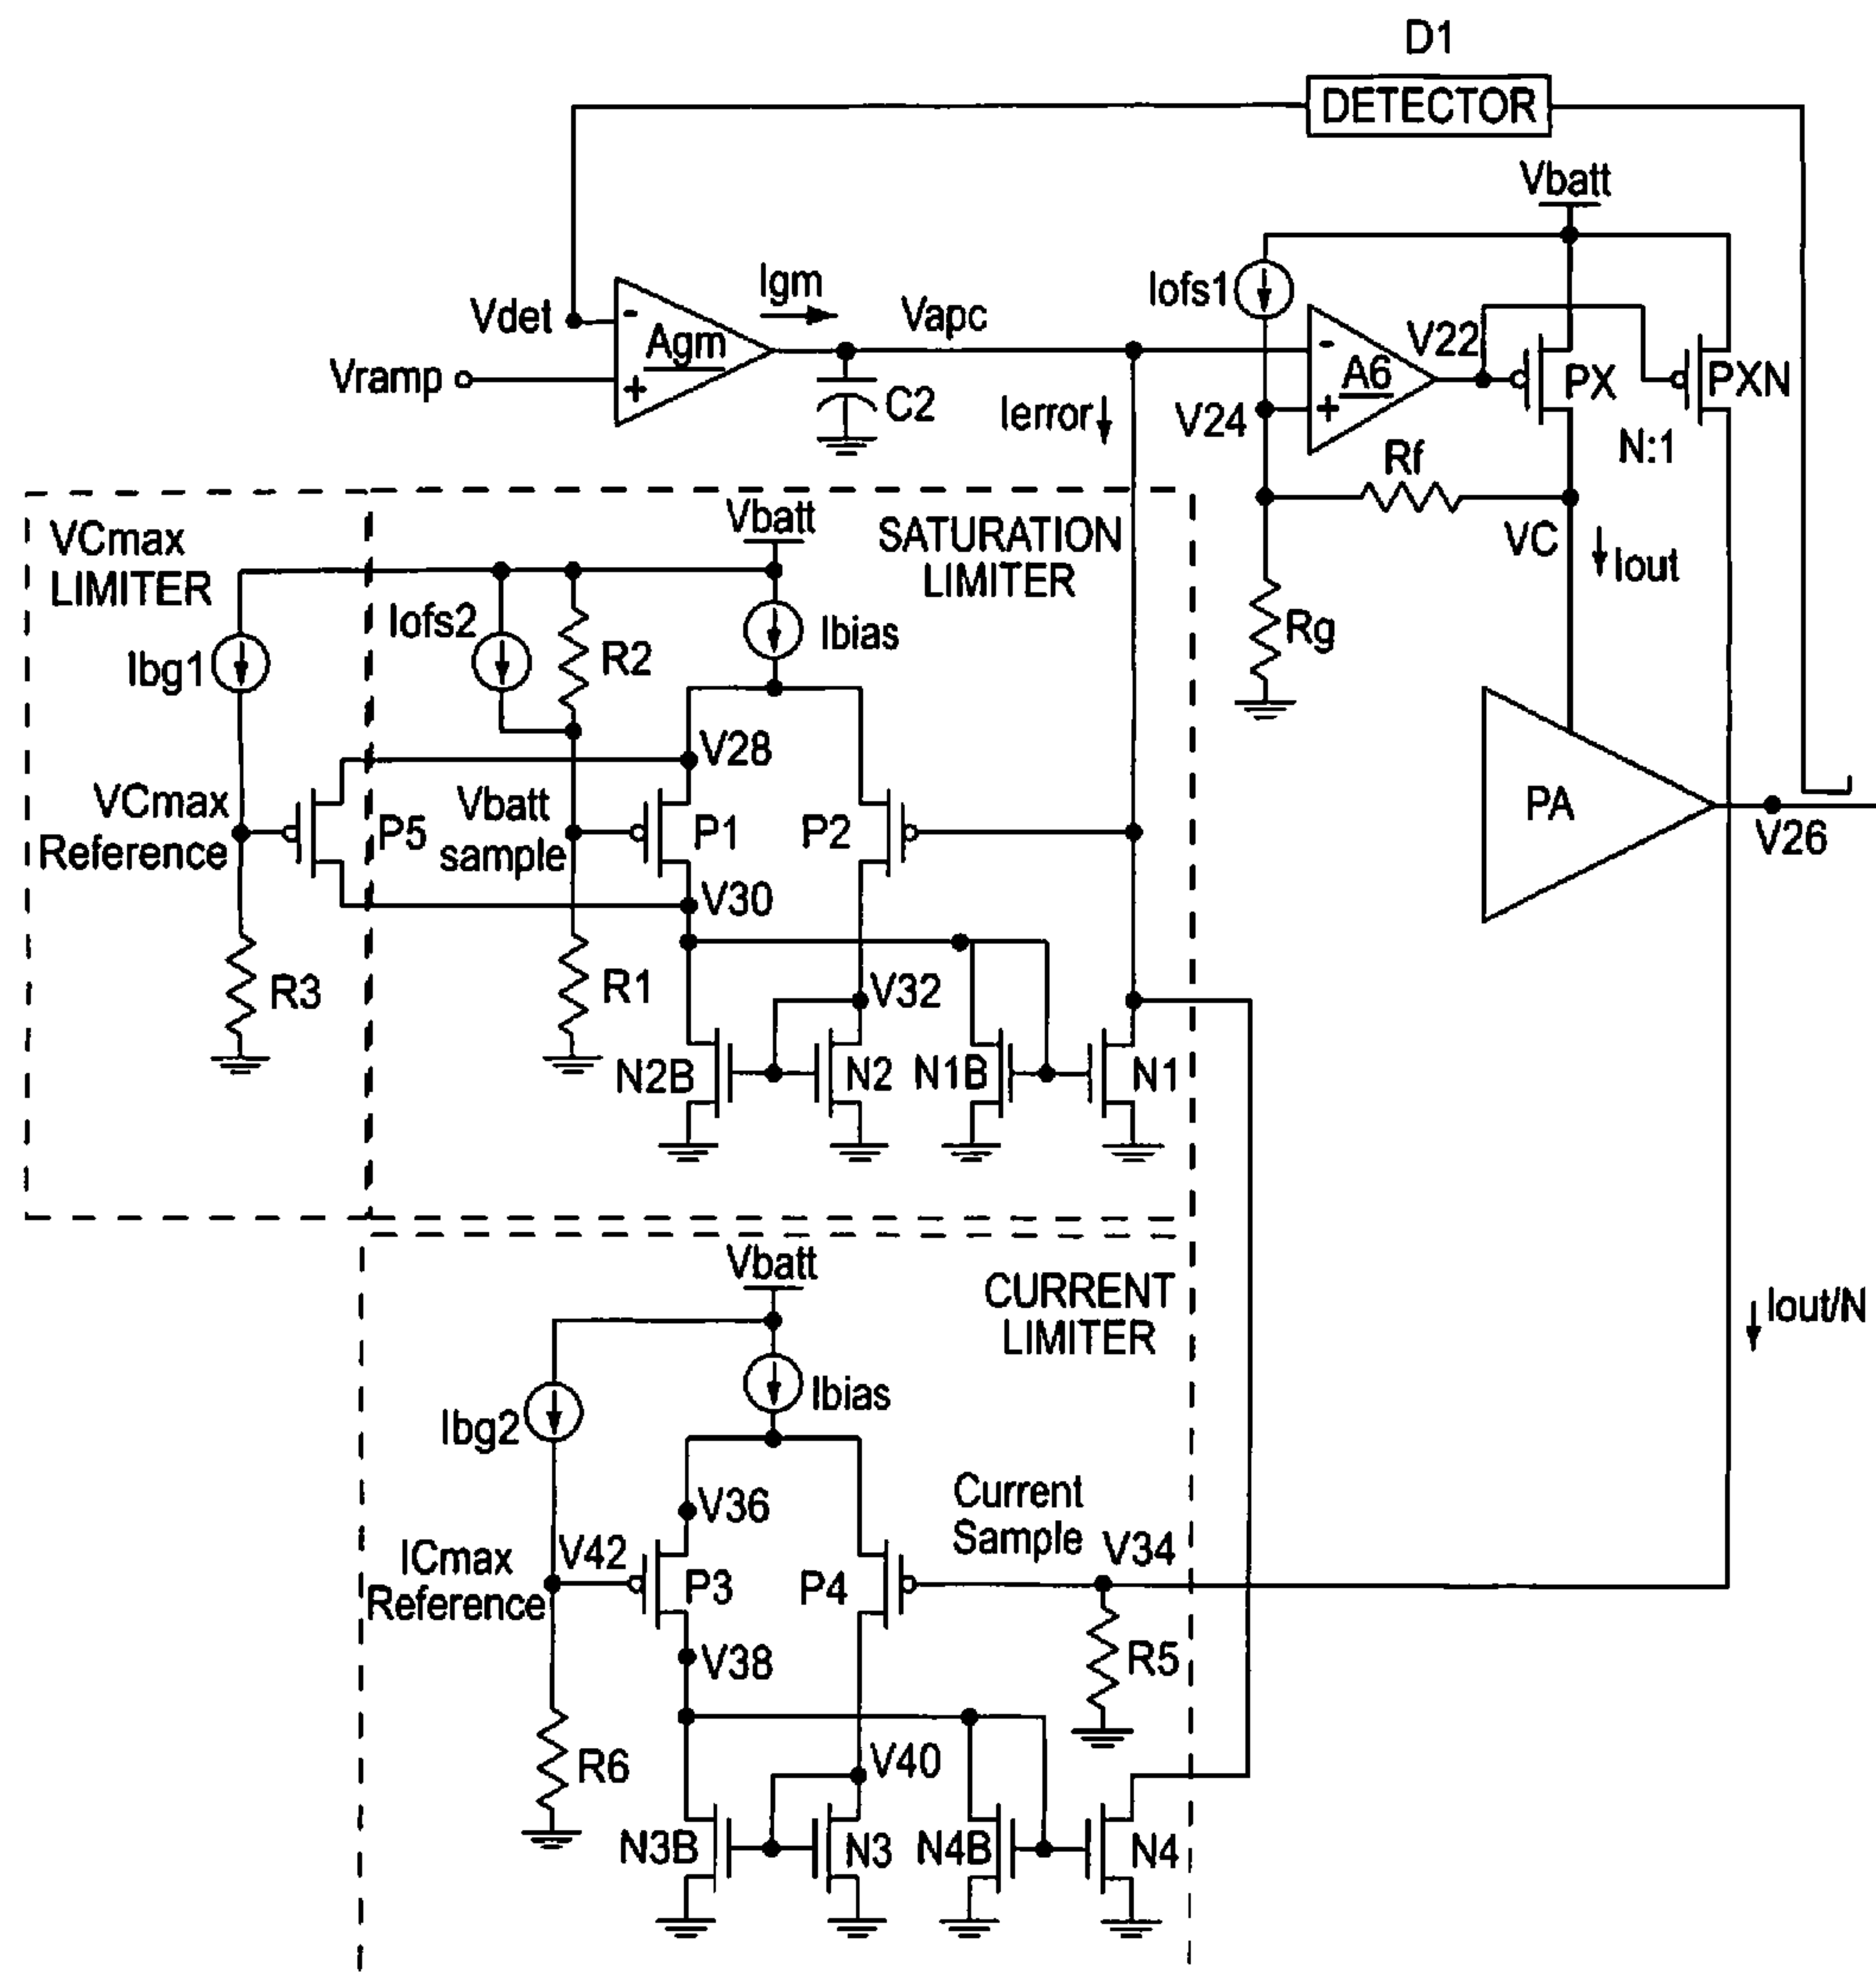 D1
DETECTOR
Vbatt
Iofs1
Igm
Vdet
-
Agm
Vapc
-
V22
Vramp
+
C2
A6
PX
PXN
Ierror
V24
+
N:1
Rf
VCmax
LIMITER
Vbatt
SATURATION
LIMITER
VC
Iout
Iofs2
Ibias
Rg
Ibg1
R2
V28
VCmax
Reference
P5
Vbatt
sample
P1
P2
PA
V26
V30
R3
R1
V32
N2B
N2
N1B
N1
Vbatt
CURRENT
LIMITER
Iout/N
Ibias
Ibg2
V36
Current
Sample
V34
ICmax
Reference
V42
P3
P4
V38
R5
V40
R6
N3B
N3
N4B
N4